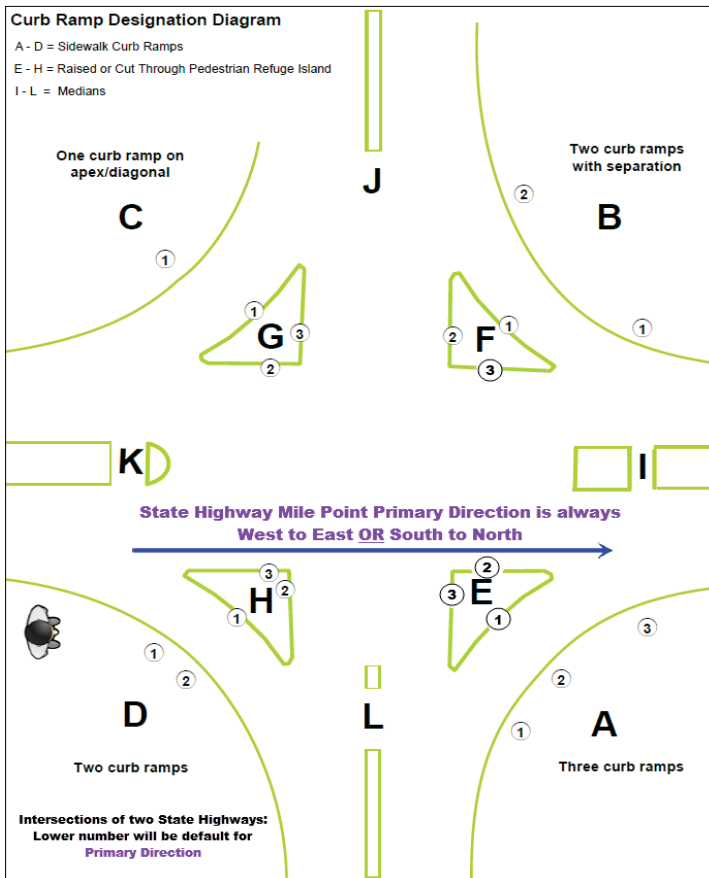 Curb Ramp Designation Diagram
A - D = Sidewalk Curb Ramps
E - H = Raised or Cut Through Pedestrian Refuge Island
I - L = Medians
One curb ramp on
apex/diagonal
C
1
J
Two curb ramps
with separation
2
B
1
1
G
3
2
2
F
1
3
K
I
State Highway Mile Point Primary Direction is always
West to East OR South to North
3
H
2
1
2
3
E
1
1
2
D
Two curb ramps
L
3
2
1
A
Three curb ramps
Intersections of two State Highways:
Lower number will be default for
Primary Direction